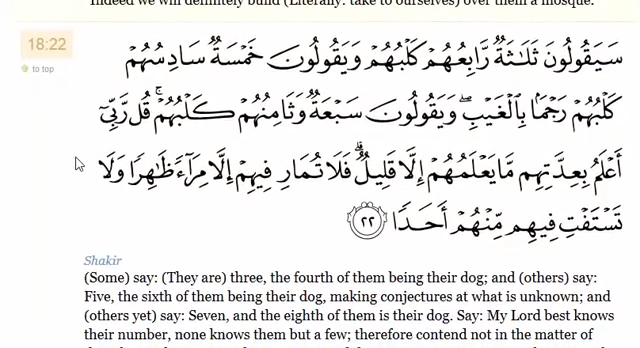 Indeed we will definitely build (Literally: take to ourselves) over them a mosque.
18:22
to top
سَيَقُولُونَ ثَلَٰثَةٌ رَّابِعُهُمْ كَلْبُهُمْ وَيَقُولُونَ خَمْسَةٌ سَادِسُهُمْ
كَلْبُهُمْ رَجْمًۢا بِٱلْغَيْبِ ۖ وَيَقُولُونَ سَبْعَةٌ وَثَامِنُهُمْ كَلْبُهُمْ ۚ قُل رَّبِّىٓ
أَعْلَمُ بِعِدَّتِهِم مَّا يَعْلَمُهُمْ إِلَّا قَلِيلٌ ۗ فَلَا تُمَارِ فِيهِمْ إِلَّا مِرَآءً ظَٰهِرًا وَلَا
تَسْتَفْتِ فِيهِم مِّنْهُمْ أَحَدًا ٢٢
Shakir
(Some) say: (They are) three, the fourth of them being their dog; and (others) say:
Five, the sixth of them being their dog, making conjectures at what is unknown; and
(others yet) say: Seven, and the eighth of them is their dog. Say: My Lord best knows
their number, none knows them but a few; therefore contend not in the matter of